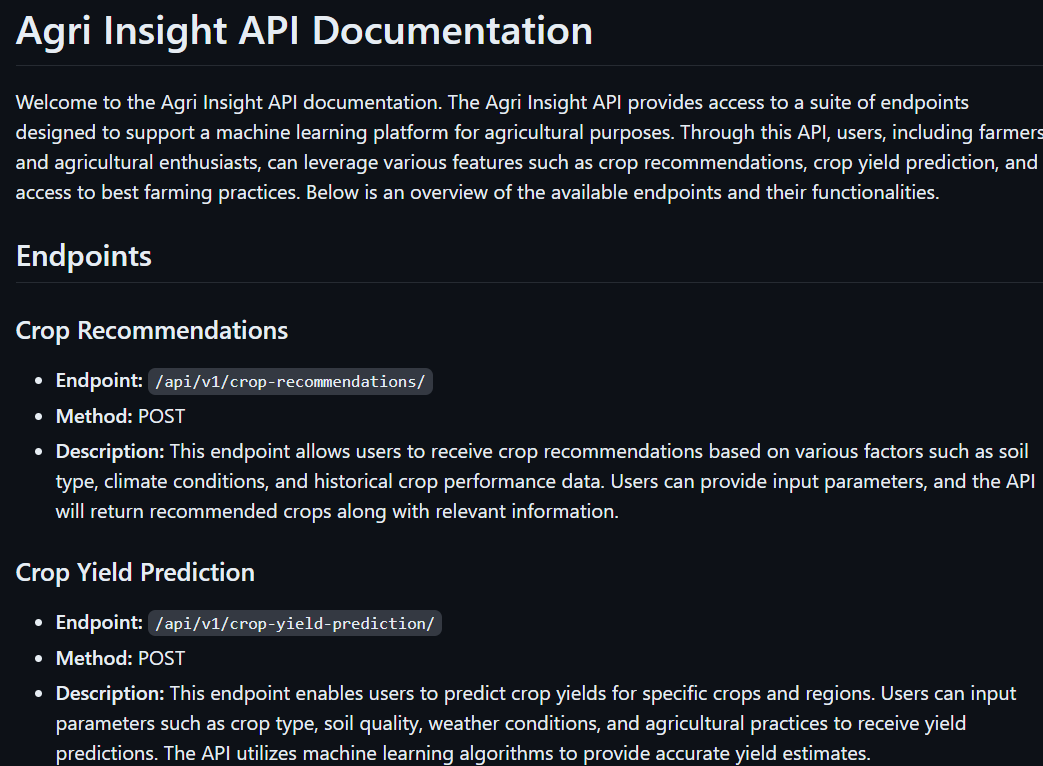 Agri Insight API Documentation
Welcome to the Agri Insight API documentation. The Agri Insight API provides access to a suite of endpoints
designed to support a machine learning platform for agricultural purposes. Through this API, users, including farmers
and agricultural enthusiasts, can leverage various features such as crop recommendations, crop yield prediction, and
access to best farming practices. Below is an overview of the available endpoints and their functionalities.
Endpoints
Crop Recommendations
• Endpoint: /api/v1/crop-recommendations/
• Method: POST
• Description: This endpoint allows users to receive crop recommendations based on various factors such as soil
type, climate conditions, and historical crop performance data. Users can provide input parameters, and the API
will return recommended crops along with relevant information.
Crop Yield Prediction
• Endpoint: /api/v1/crop-yield-prediction/
• Method: POST
• Description: This endpoint enables users to predict crop yields for specific crops and regions. Users can input
parameters such as crop type, soil quality, weather conditions, and agricultural practices to receive yield
predictions. The API utilizes machine learning algorithms to provide accurate yield estimates.